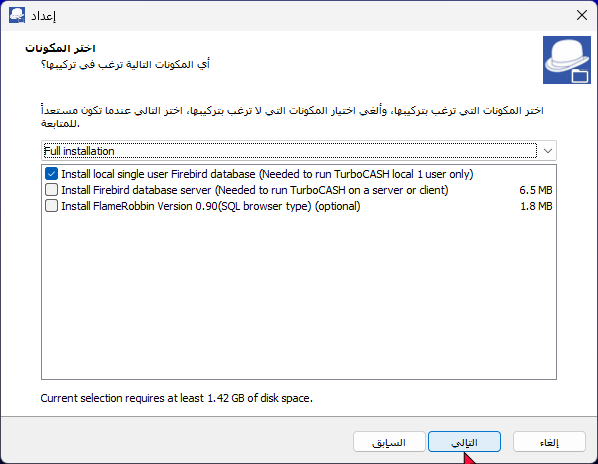 إعداد
اختر المكونات
أي المكونات التالية ترغب في تركيبها؟
اختر المكونات التي ترغب بتركيبها، وألغي اختيار المكونات التي لا ترغب بتركيبها، اختر التالي عندما تكون مستعداً
للمتابعة.
Full installation
Install local single user Firebird database (Needed to run TurboCASH local 1 user only)
Install Firebird database server (Needed to run TurboCASH on a server or client) 6.5 MB
Install FlameRobbin Version 0.90(SQL browser type) (optional) 1.8 MB
Current selection requires at least 1.42 GB of disk space.
السابق التالي إلغاء